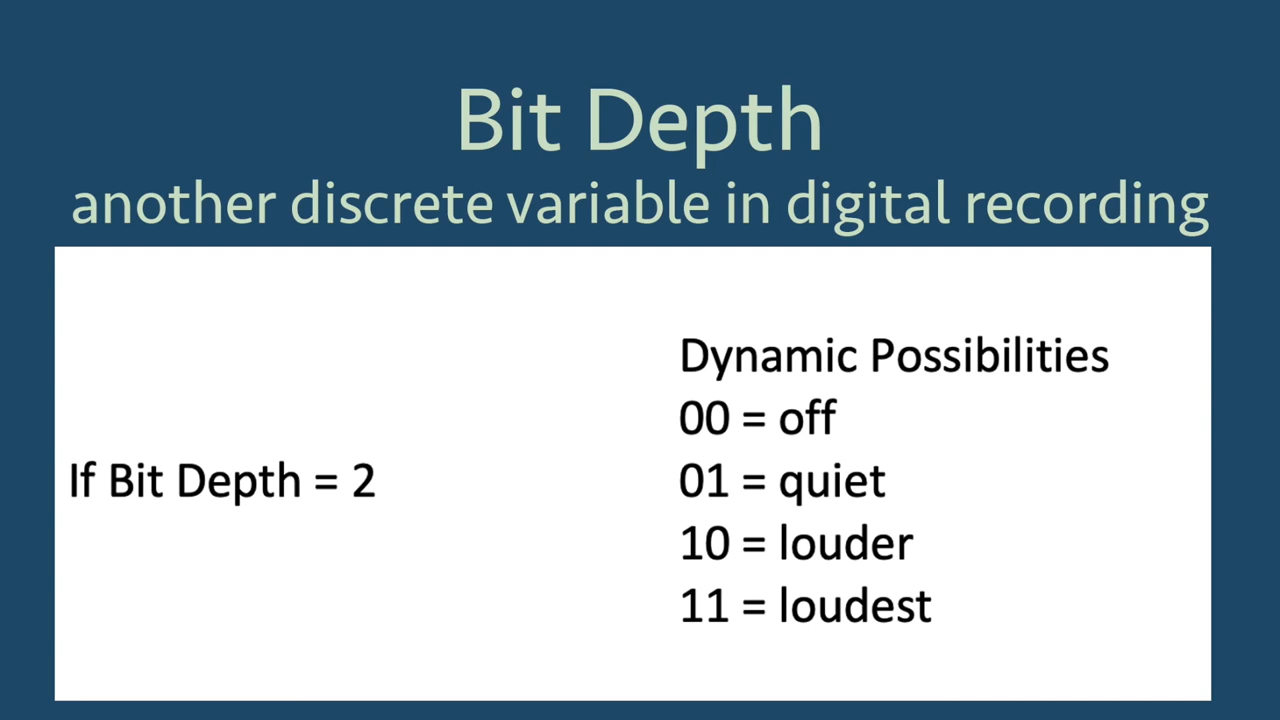 Bit Depth
another discrete variable in digital recording
Dynamic Possibilities
00 = off
If Bit Depth = 2
01 = quiet
10 = louder
11 = loudest